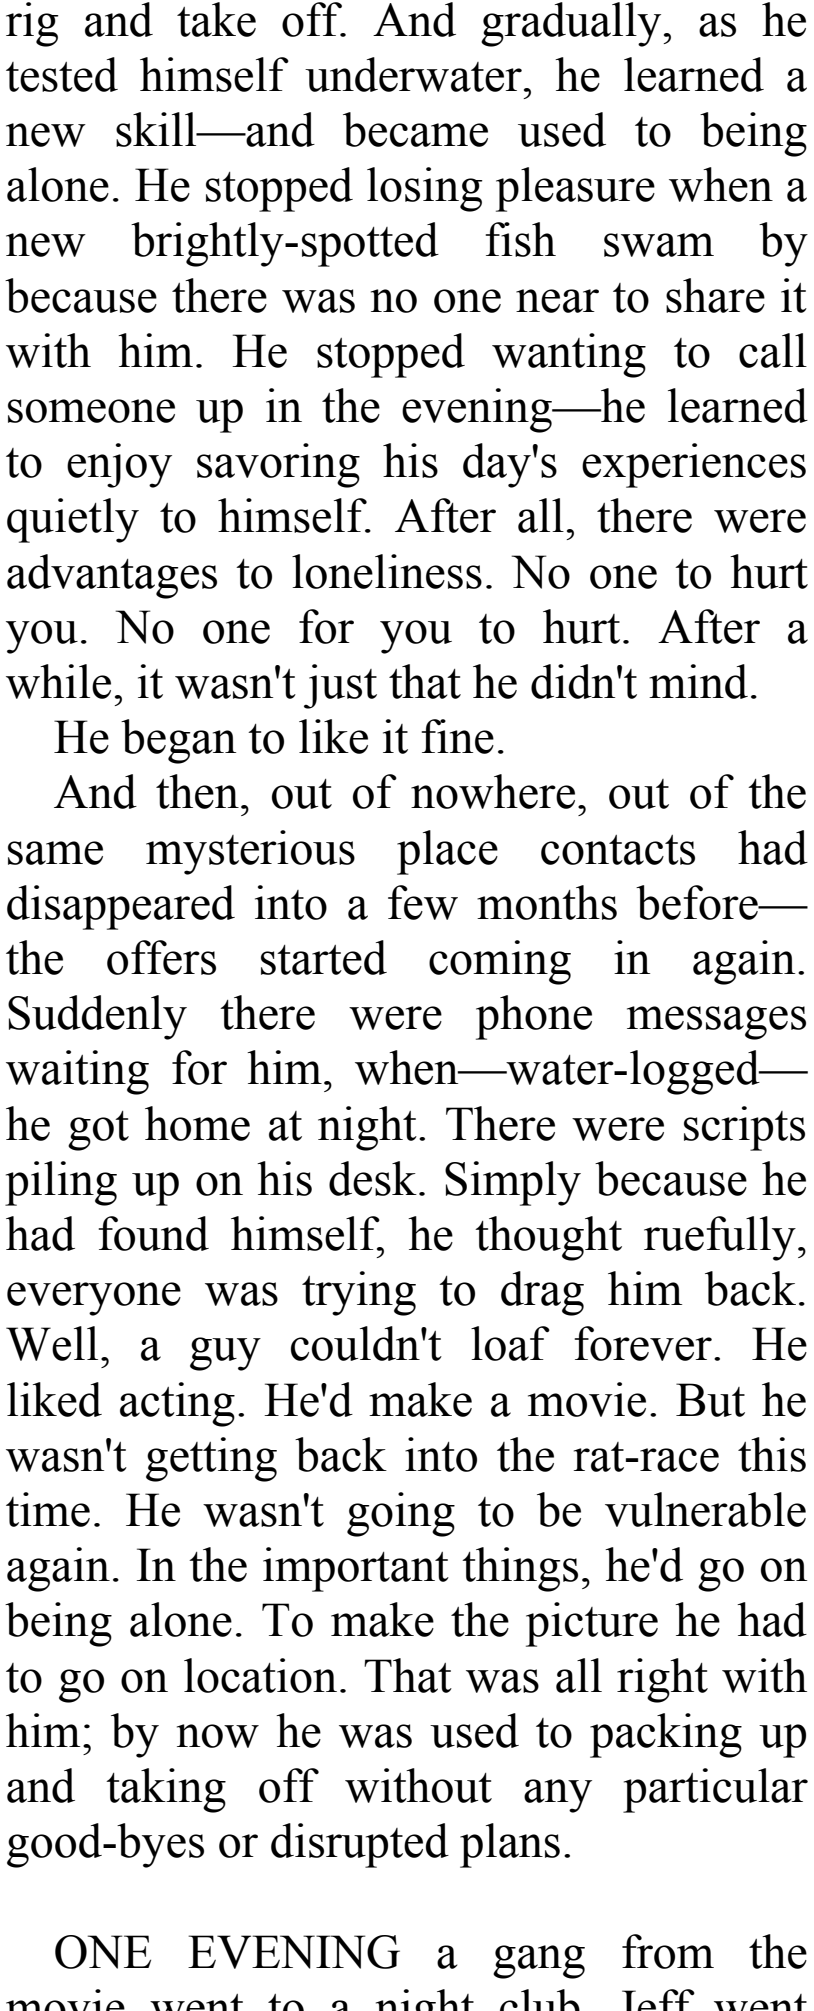 rig and take off. And gradually, as he
tested himself underwater, he learned a
new skill—and became used to being
alone. He stopped losing pleasure when a
new brightly-spotted fish swam by
because there was no one near to share it
with him. He stopped wanting to call
someone up in the evening—he learned
to enjoy savoring his day's experiences
quietly to himself. After all, there were
advantages to loneliness. No one to hurt
you. No one for you to hurt. After a
while, it wasn't just that he didn't mind.
He began to like it fine.
And then, out of nowhere, out of the
same mysterious place contacts had
disappeared into a few months before—
the offers started coming in again.
Suddenly there were phone messages
waiting for him, when—water-logged—
he got home at night. There were scripts
piling up on his desk. Simply because he
had found himself, he thought ruefully,
everyone was trying to drag him back.
Well, a guy couldn't loaf forever. He
liked acting. He'd make a movie. But he
wasn't getting back into the rat-race this
time. He wasn't going to be vulnerable
again. In the important things, he'd go on
being alone. To make the picture he had
to go on location. That was all right with
him; by now he was used to packing up
and taking off without any particular
good-byes or disrupted plans.
ONE EVENING a gang from the
movie went to a night club. Jeff went